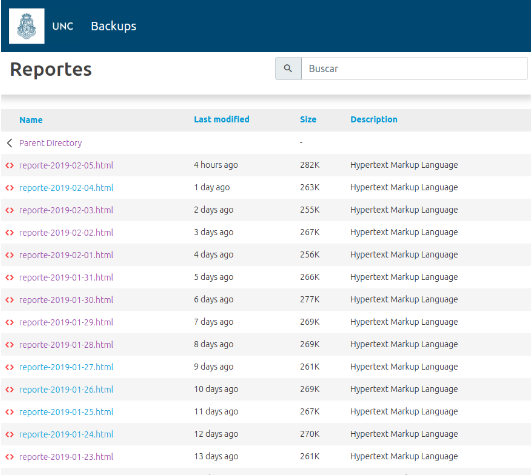 UNC Backups
Reportes
Buscar
Name Last modified Size Description
Parent Directory -
reporte-2019-02-05.html 4 hours ago 282K Hypertext Markup Language
reporte-2019-02-04.html 1 day ago 263K Hypertext Markup Language
reporte-2019-02-03.html 2 days ago 255K Hypertext Markup Language
reporte-2019-02-02.html 3 days ago 267K Hypertext Markup Language
reporte-2019-02-01.html 4 days ago 256K Hypertext Markup Language
reporte-2019-01-31.html 5 days ago 266K Hypertext Markup Language
reporte-2019-01-30.html 6 days ago 277K Hypertext Markup Language
reporte-2019-01-29.html 7 days ago 269K Hypertext Markup Language
reporte-2019-01-28.html 8 days ago 269K Hypertext Markup Language
reporte-2019-01-27.html 9 days ago 261K Hypertext Markup Language
reporte-2019-01-26.html 10 days ago 269K Hypertext Markup Language
reporte-2019-01-25.html 11 days ago 267K Hypertext Markup Language
reporte-2019-01-24.html 12 days ago 270K Hypertext Markup Language
reporte-2019-01-23.html 13 days ago 261K Hypertext Markup Language